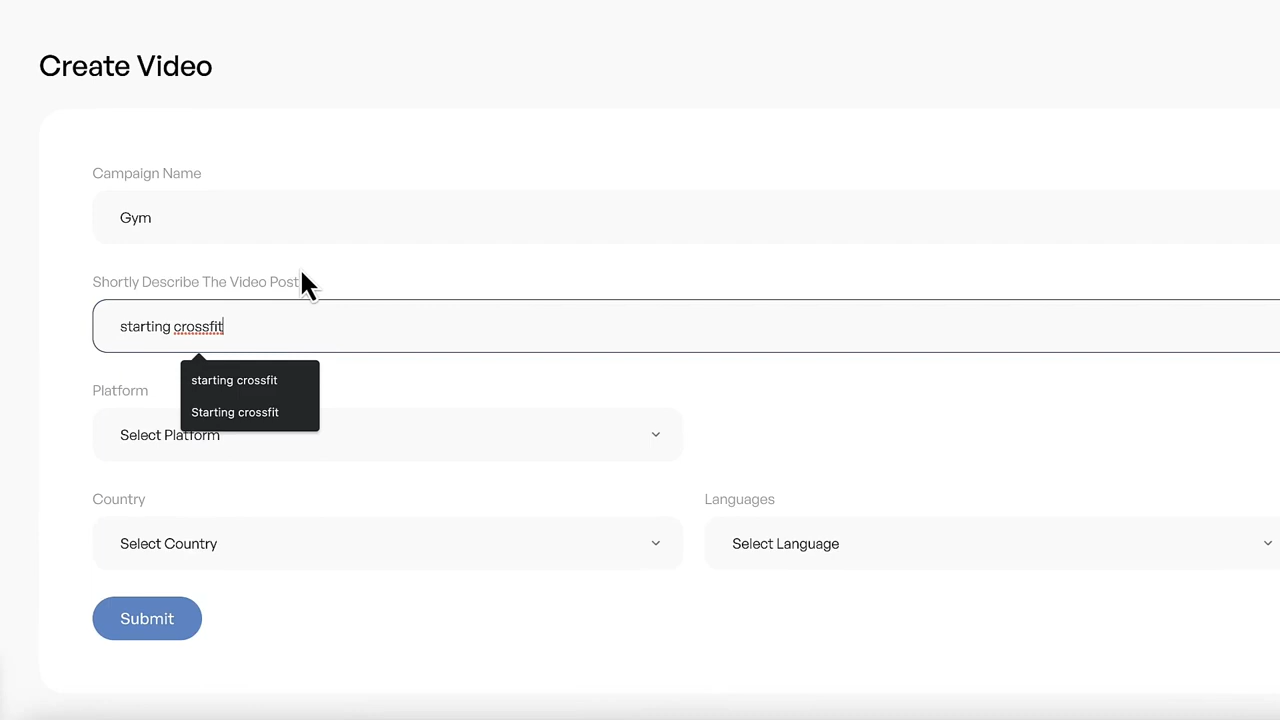 Create Video
Campaign Name
Gym
Shortly Describe The Video Post
starting crossfit
starting crossfit
Starting crossfit
Platform
Select Platform
Country
Languages
Select Country
Select Language
Submit